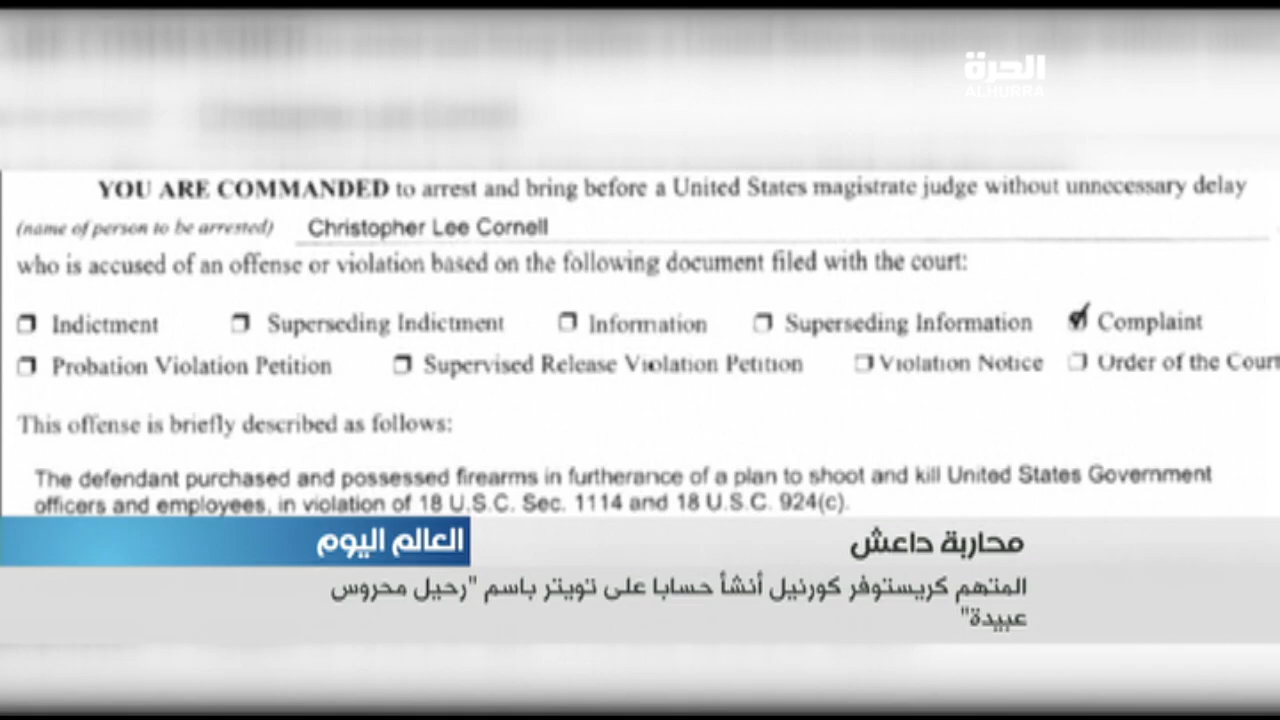 الحرة
ALHURRA
YOU ARE COMMANDED to arrest and bring before a United States magistrate judge without unnecessary delay
(name of person to be arrested) Christopher Lee Cornell
who is accused of an offense or violation based on the following document filed with the court:
Indictment Superseding Indictment Information Superseding Information Complaint
Probation Violation Petition Supervised Release Violation Petition Violation Notice Order of the Court
This offense is briefly described as follows:
The defendant purchased and possessed firearms in furtherance of a plan to shoot and kill United States Government
officers and employees, in violation of 18 U.S.C. Sec. 1114 and 18 U.S.C. 924(c).
محاربة داعش العالم اليوم
المتهم كريستوفر كورنيل أنشأ حسابا على تويتر باسم "رحيل محروس
عبيدة"